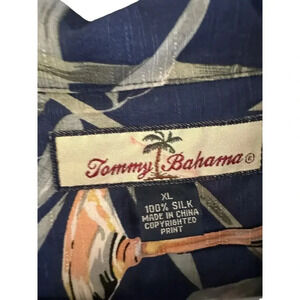 Tommy Bahama®
XL
100% SILK
MADE IN CHINA
COPYRIGHTED
PRINT